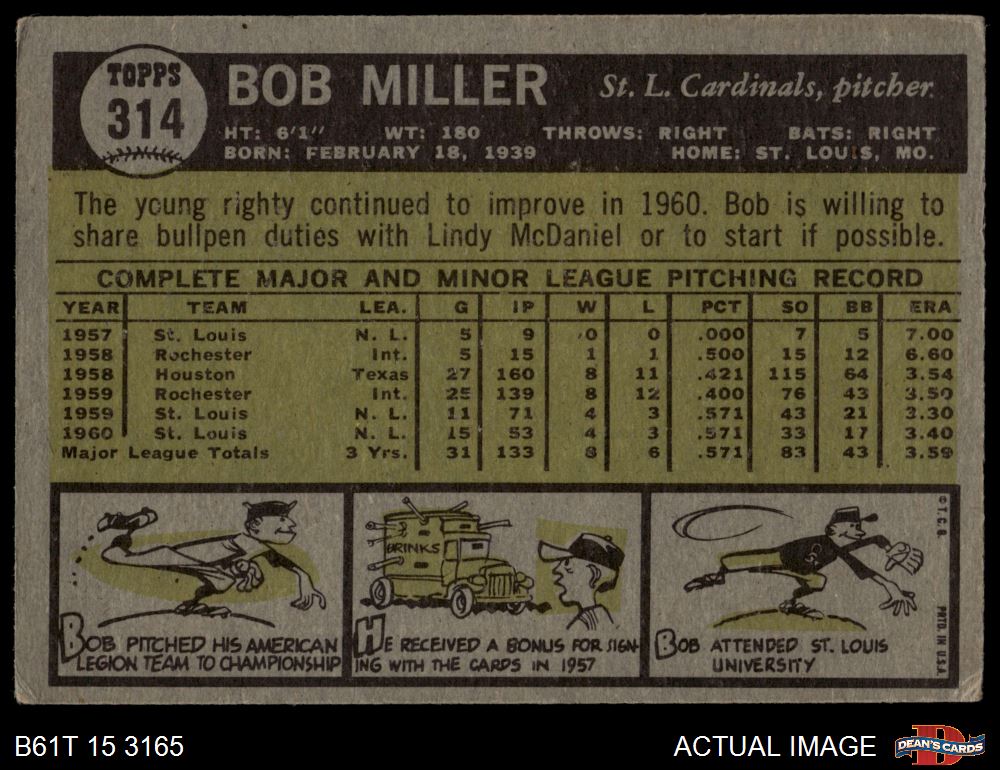 TOPPS
314
BOB MILLER
St. L. Cardinals, pitcher.
HT: 6'1" WT: 180 THROWS: RIGHT BATS: RIGHT
BORN: FEBRUARY 18, 1939 HOME: ST. LOUIS, MO.
The young righty continued to improve in 1960. Bob is willing to
share bullpen duties with Lindy McDaniel or to start if possible.
COMPLETE MAJOR AND MINOR LEAGUE PITCHING RECORD
YEAR TEAM LEA. G IP W L PCT SO BB ERA
1957 St. Louis N. L. 5 9 0 0 .000 7 5 7.00
1958 Rochester Int. 5 15 1 1 .500 15 12 6.60
1958 Houston Texas 27 160 8 11 .421 115 64 3.54
1959 Rochester Int. 25 139 8 12 .400 76 43 3.50
1959 St. Louis N. L. 11 71 4 3 .571 43 21 3.30
1960 St. Louis N. L. 15 53 4 3 .571 33 17 3.40
Major League Totals 3 Yrs. 31 133 8 6 .571 83 43 3.59
BOB PITCHED HIS AMERICAN
LEGION TEAM TO CHAMPIONSHIP
DRINKS
HE RECEIVED A BONUS FOR SIGN-
ING WITH THE CARDS IN 1957
S
BOB ATTENDED ST. LOUIS
UNIVERSITY
© T.C.G.
PRTD IN U.S.A.
B61T 15 3165
ACTUAL IMAGE
D
DEAN'S CARDS